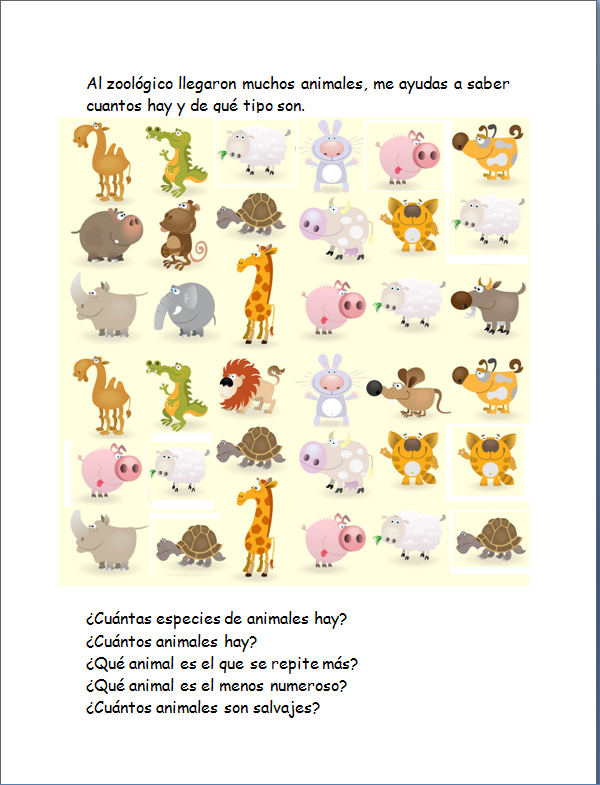 Al zoológico llegaron muchos animales, me ayudas a saber
cuantos hay y de qué tipo son.
¿Cuántas especies de animales hay?
¿Cuántos animales hay?
¿Qué animal es el que se repite más?
¿Qué animal es el menos numeroso?
¿Cuántos animales son salvajes?